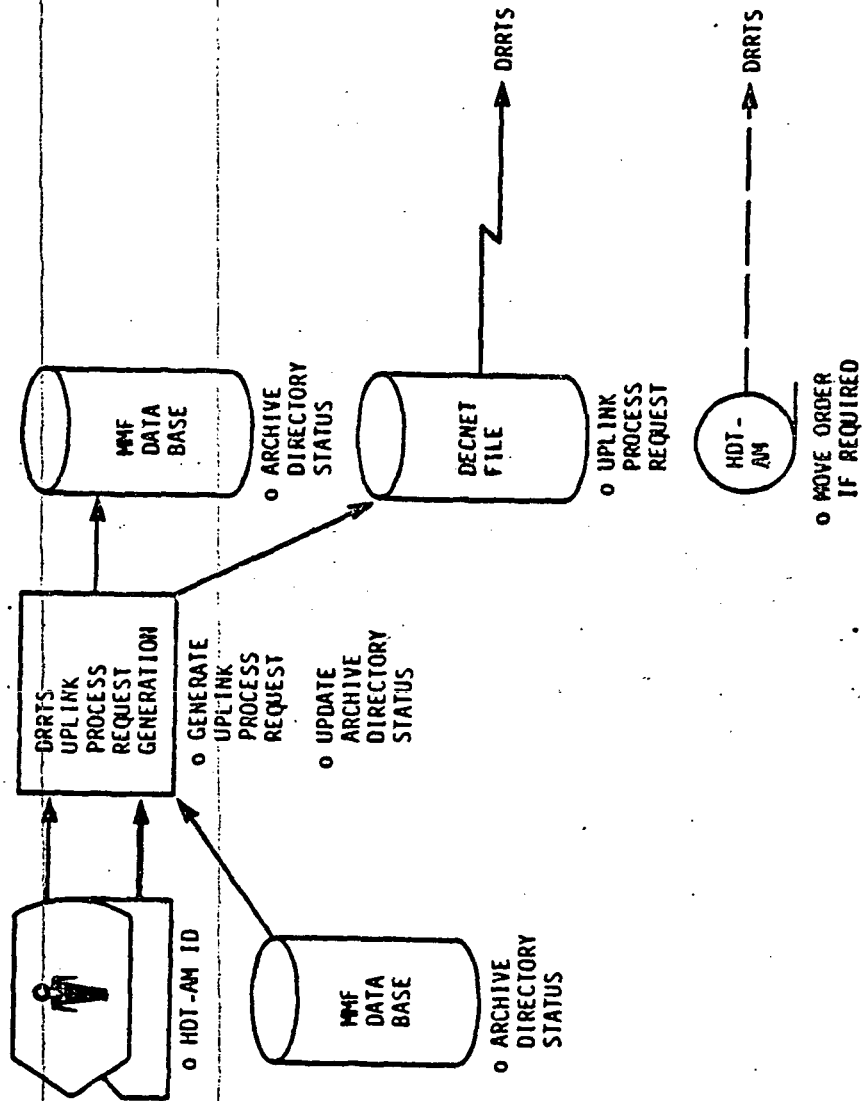 o HDT-AM ID
MMF
DATA
BASE
o ARCHIVE
DIRECTORY
STATUS
DRRTS
UPLINK
PROCESS
REQUEST
GENERATION
o GENERATE
UPLINK
PROCESS
REQUEST
o UPDATE
ARCHIVE
DIRECTORY
STATUS
MMF
DATA
BASE
o ARCHIVE
DIRECTORY
STATUS
DECNET
FILE
o UPLINK
PROCESS
REQUEST
DRRTS
HDT-
AM
o MOVE ORDER
IF REQUIRED
DRRTS